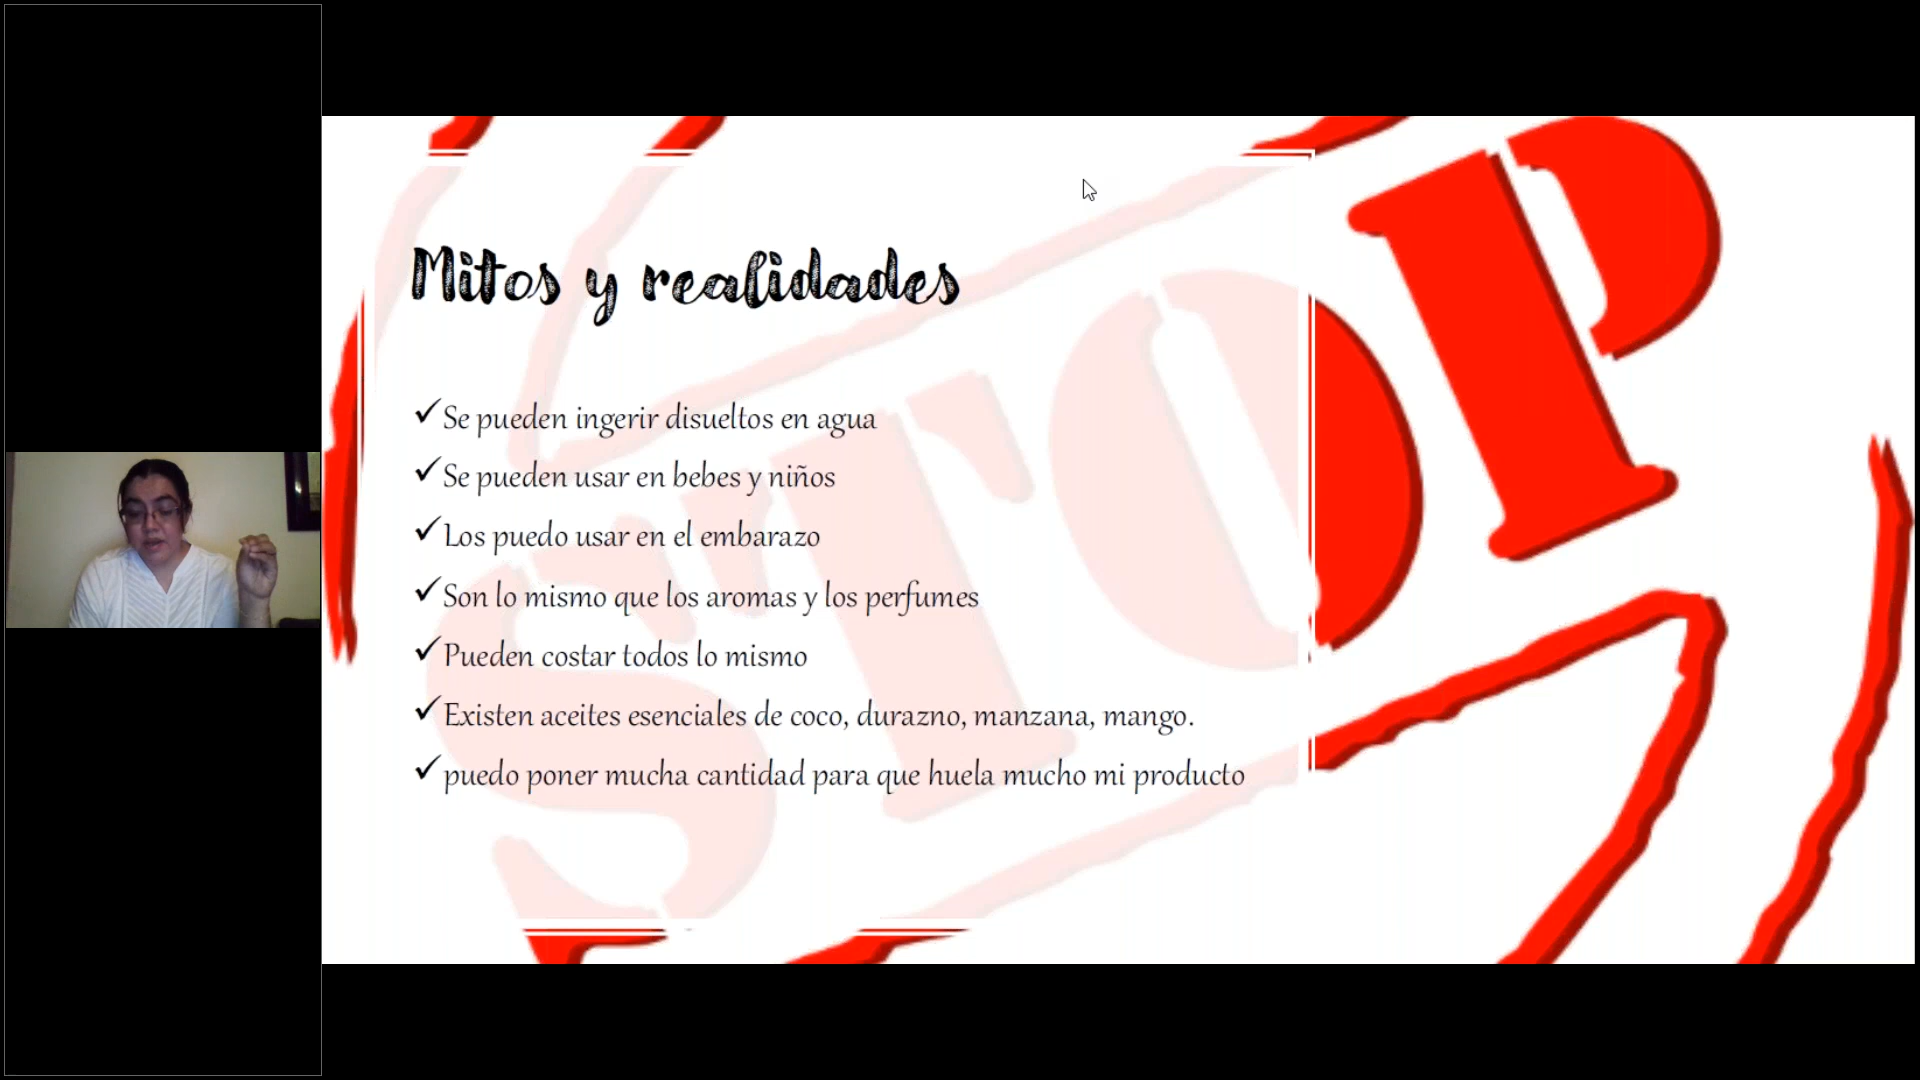 STOP
Mitos y realidades
✓Se pueden ingerir disueltos en agua
✓Se pueden usar en bebes y niños
✓Los puedo usar en el embarazo
✓Son lo mismo que los aromas y los perfumes
✓Pueden costar todos lo mismo
✓Existen aceites esenciales de coco, durazno, manzana, mango.
✓puedo poner mucha cantidad para que huela mucho mi producto